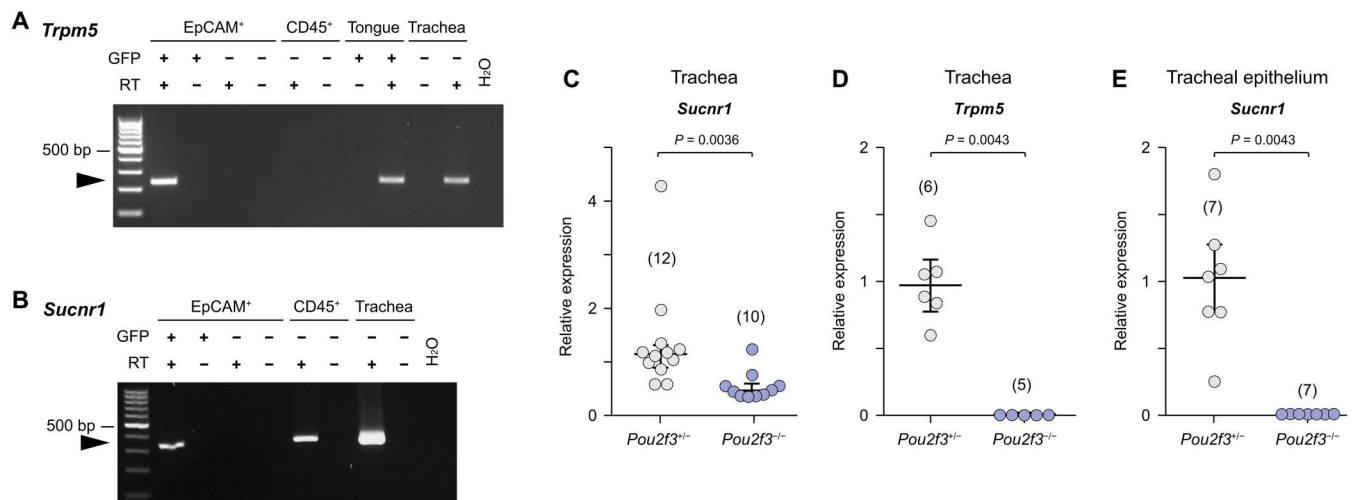 A
Trpm5
EpCAM⁺ CD45⁺ Tongue Trachea
GFP + + − − − − + + − −
RT + − + − + − − + − + H₂O
500 bp
B
Sucnr1
EpCAM⁺ CD45⁺ Trachea
GFP + + − − − − − −
RT + − + − + − + − H₂O
500 bp
C
Trachea
Sucnr1
P = 0.0036
Relative expression
4
2
0
(12)
(10)
Pou2f3⁺/⁻ Pou2f3⁻/⁻
D
Trachea
Trpm5
P = 0.0043
Relative expression
2
1
0
(6)
(5)
Pou2f3⁺/⁻ Pou2f3⁻/⁻
E
Tracheal epithelium
Sucnr1
P = 0.0043
Relative expression
2
1
0
(7)
(7)
Pou2f3⁺/⁻ Pou2f3⁻/⁻